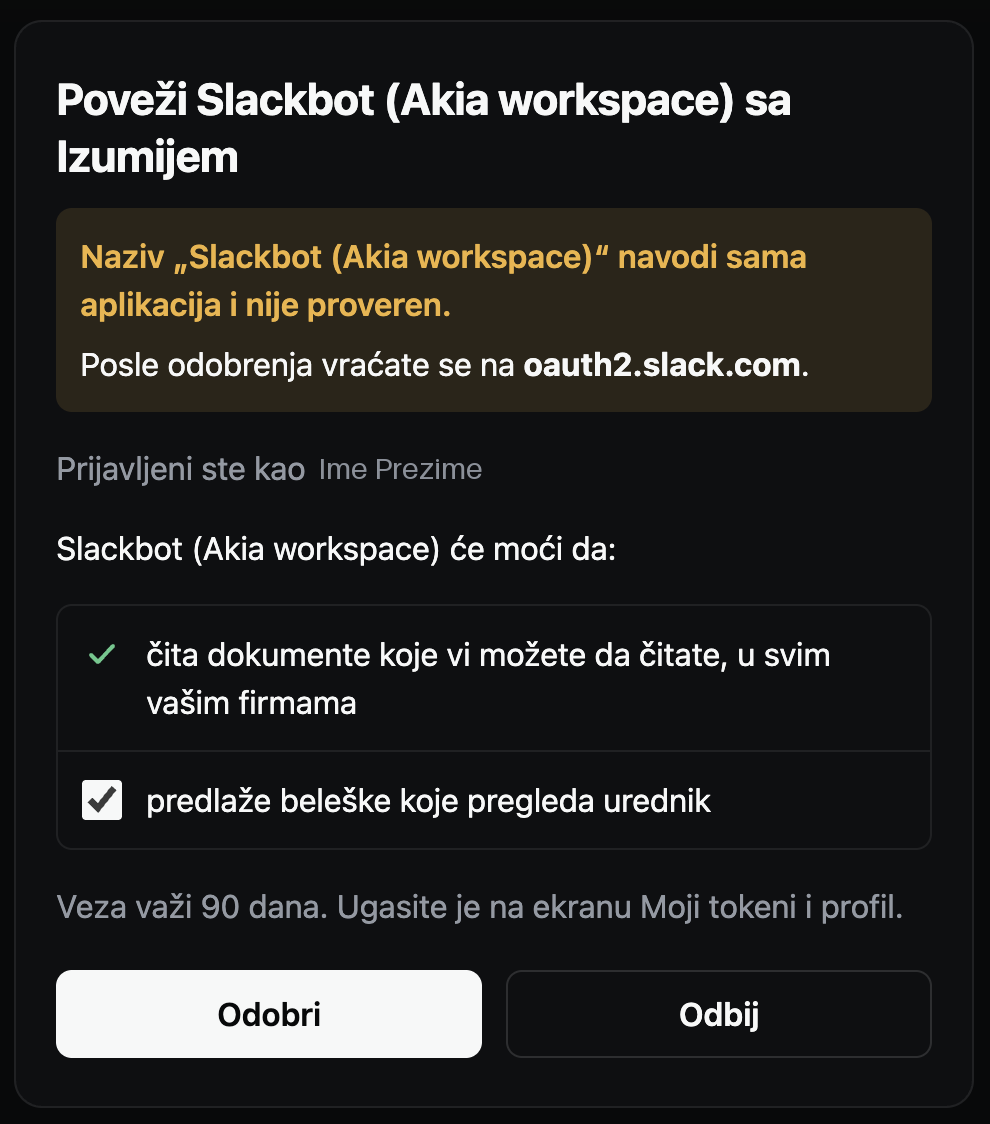 Poveži Slackbot (Akia workspace) sa
Izumijem
Naziv „Slackbot (Akia workspace)“ navodi sama
aplikacija i nije proveren.
Posle odobrenja vraćate se na oauth2.slack.com.
Prijavljeni ste kao Ime Prezime
Slackbot (Akia workspace) će moći da:
čita dokumente koje vi možete da čitate, u svim
vašim firmama
predlaže beleške koje pregleda urednik
Veza važi 90 dana. Ugasite je na ekranu Moji tokeni i profil.
Odobri
Odbij